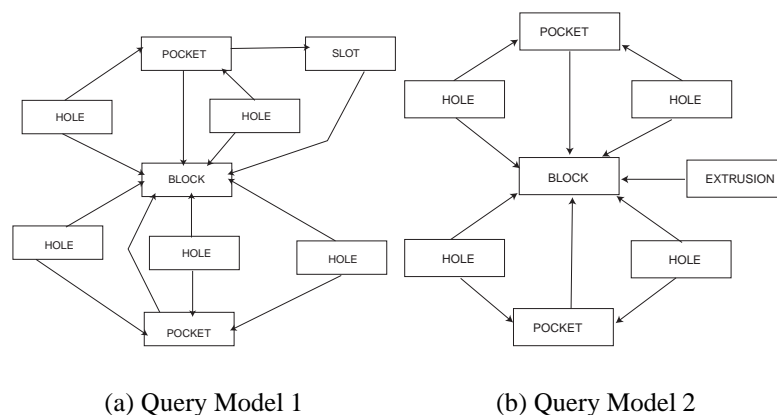 POCKET
SLOT
HOLE
HOLE
BLOCK
HOLE
HOLE
HOLE
POCKET
(a) Query Model 1
POCKET
HOLE
HOLE
BLOCK
EXTRUSION
HOLE
HOLE
POCKET
(b) Query Model 2